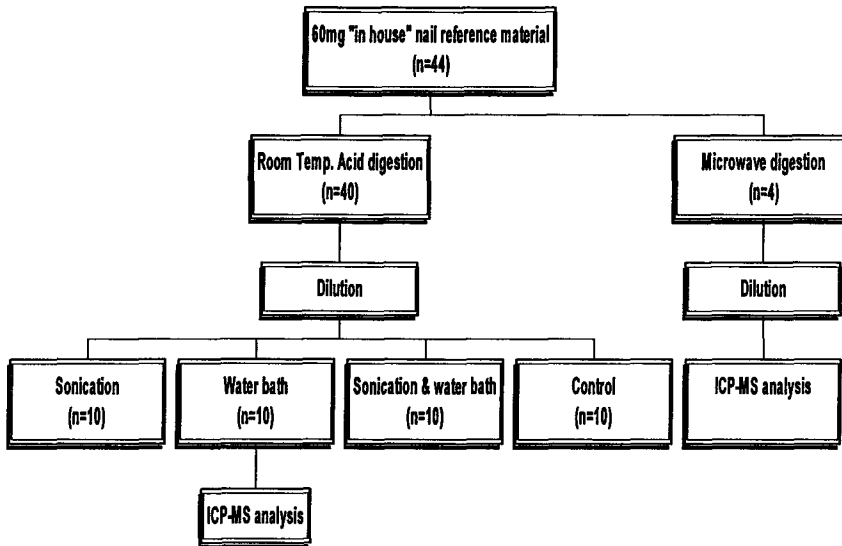 60mg "in house" nail reference material
(n=44)
Room Temp. Acid digestion
(n=40)
Microwave digestion
(n=4)
Dilution
Dilution
Sonication
(n=10)
Water bath
(n=10)
Sonication & water bath
(n=10)
Control
(n=10)
ICP-MS analysis
ICP-MS analysis